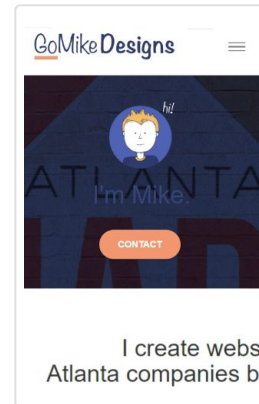 GoMike Designs
hi!
ATLANTA
I'm Mike.
CONTACT
I create webs
Atlanta companies b